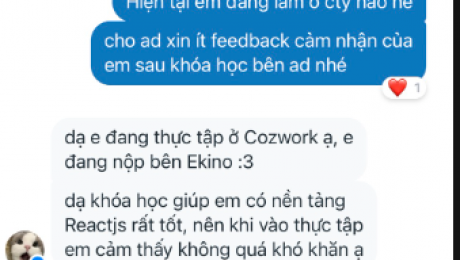 Hiện tại em đang làm ở cty nào nè
cho ad xin ít feedback cảm nhận của
em sau khóa học bên ad nhé
1
dạ e đang thực tập ở Cozwork ạ, e
đang nộp bên Ekino :3
dạ khóa học giúp em có nền tảng
Reactjs rất tốt, nên khi vào thực tập
em cảm thấy không quá khó khăn ạ